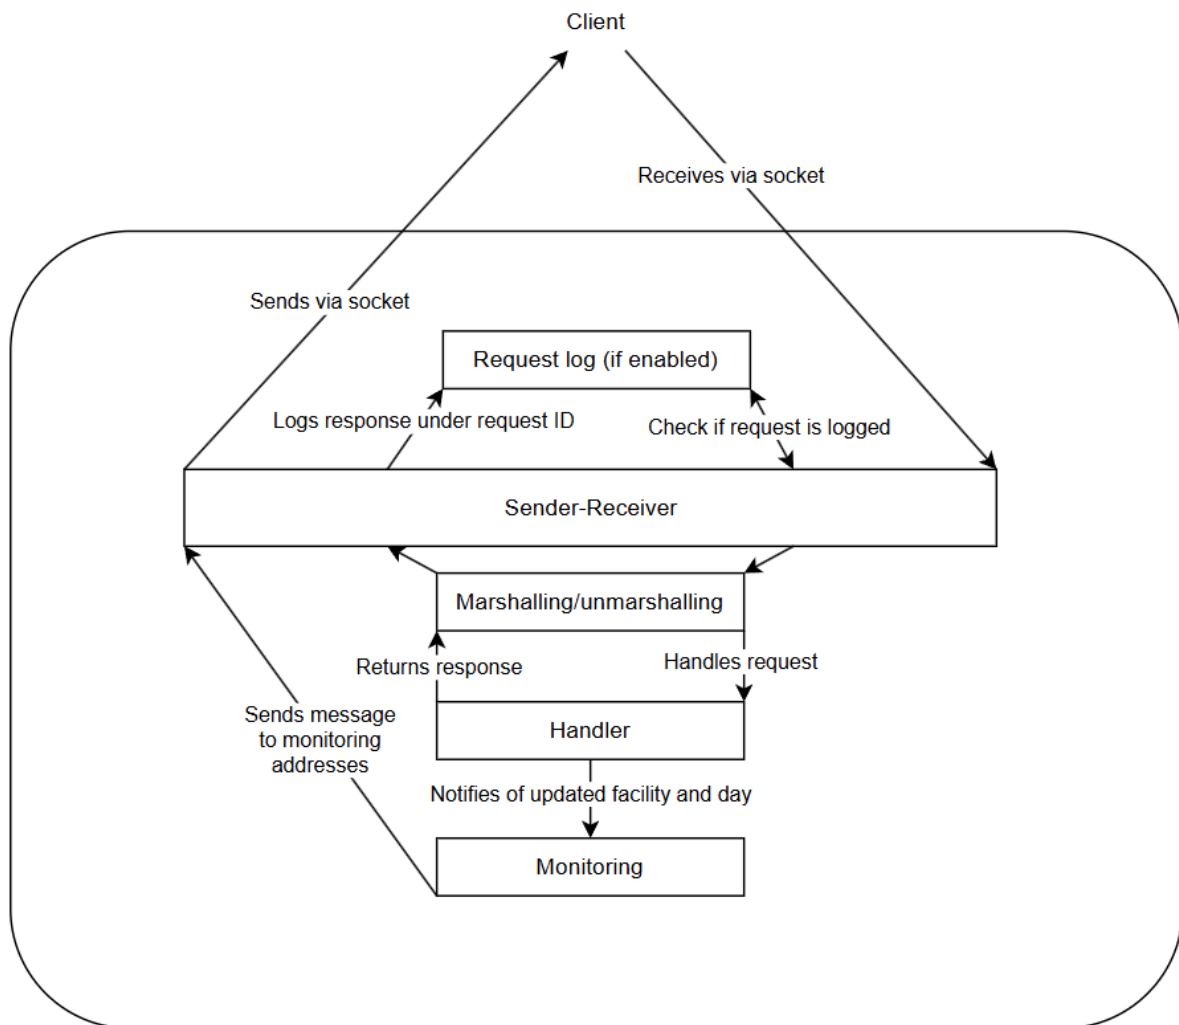 Client
Receives via socket
Sends via socket
Request log (if enabled)
Logs response under request ID
Check if request is logged
Sender-Receiver
Marshalling/unmarshalling
Returns response
Handles request
Sends message
to monitoring
addresses
Handler
Notifies of updated facility and day
Monitoring